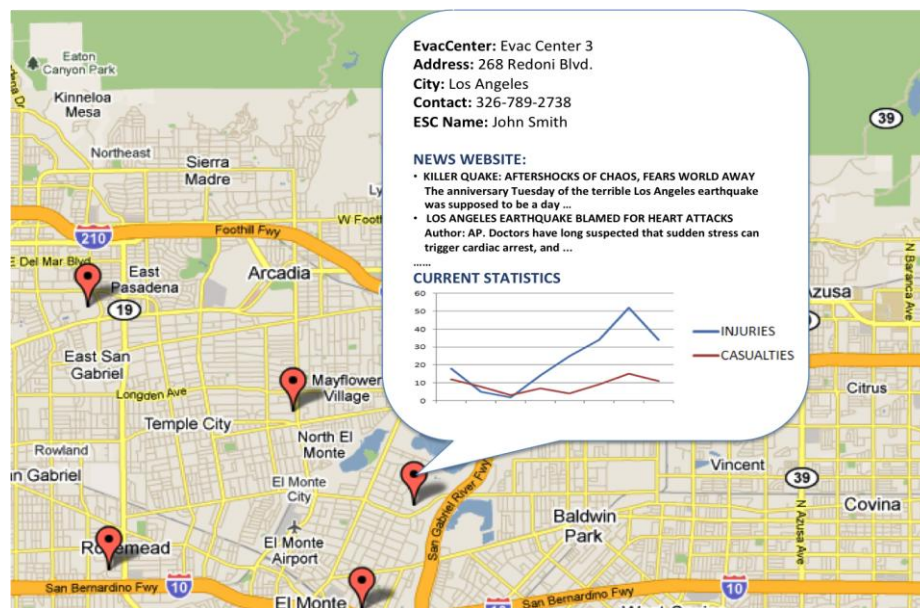 EvacCenter: Evac Center 3
Address: 268 Redoni Blvd.
City: Los Angeles
Contact: 326-789-2738
ESC Name: John Smith
NEWS WEBSITE:
• KILLER QUAKE: AFTERSHOCKS OF CHAOS, FEARS WORLD AWAY
The anniversary Tuesday of the terrible Los Angeles earthquake
was supposed to be a day ...
• LOS ANGELES EARTHQUAKE BLAMED FOR HEART ATTACKS
Author: AP. Doctors have long suspected that sudden stress can
trigger cardiac arrest, and ...
......
CURRENT STATISTICS
60
50
40
30
20
10
0
INJURIES
CASUALTIES
Eaton
Canyon Park
Kinneloa
Mesa
Northeast
Sierra
Madre
39
W Foot
Foothill Fwy
210
E Del Mar Blvd
East
Pasadena
Arcadia
N Baranca Ave
Azusa
19
East San
Gabriel
Longden Ave
Mayflower
Village
Citrus
Temple City
North El
Monte
Rowland
n Gabriel
El Monte
City
Vincent
39
San Gabriel River Fwy
N Azusa Ave
Covina
Baldwin
Park
El Monte
Airport
San Bernardino Fwy
10
El Monte
10
San Bernardino Fwy